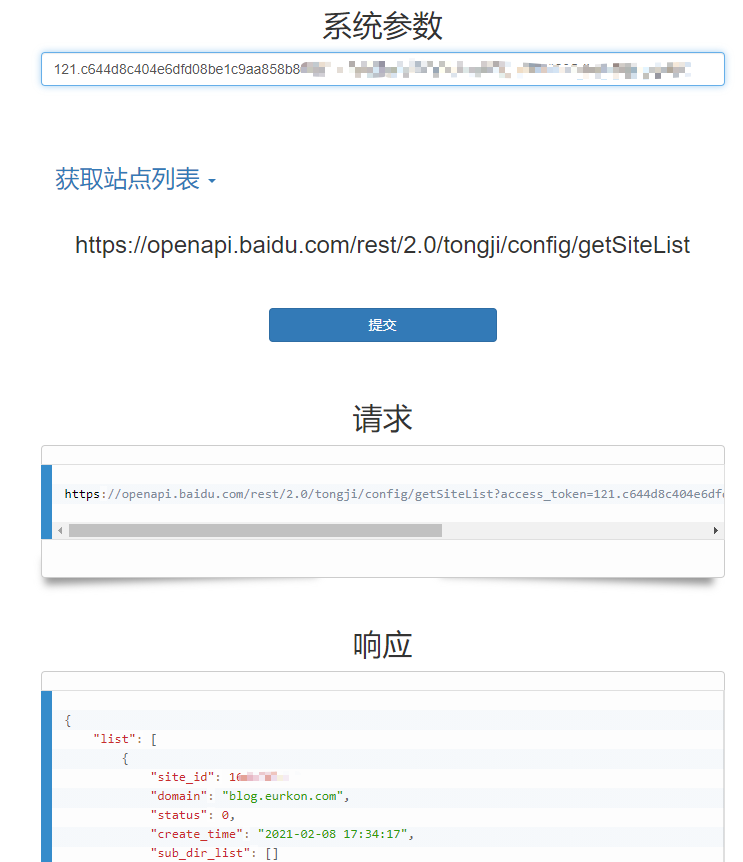 系统参数
121.c644d8c404e6dfd08be1c9aa858b8
获取站点列表
https://openapi.baidu.com/rest/2.0/tongji/config/getSiteList
提交
请求
https://openapi.baidu.com/rest/2.0/tongji/config/getSiteList?access_token=121.c644d8c404e6df
响应
{
"list": [
{
"site_id": 16
"domain": "blog.eurkon.com",
"status": 0,
"create_time": "2021-02-08 17:34:17",
"sub_dir_list": []